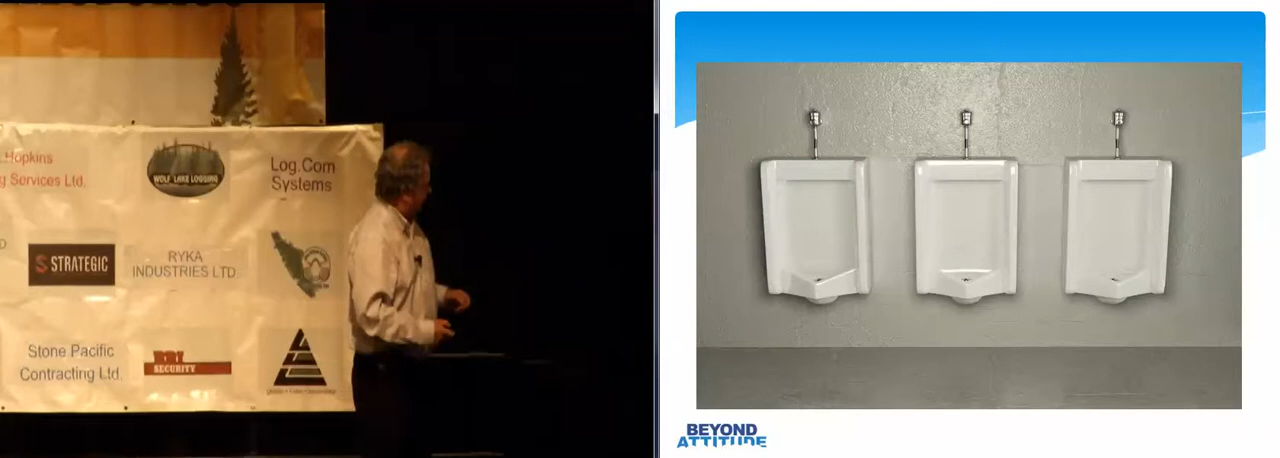 Hopkins
g Services Ltd.
WOLF LAKE LOGGING
Log.Com
Systems
STRATEGIC
RYKA
INDUSTRIES LTD
Stone Pacific
Contracting Ltd.
SECURITY
BEYOND
ATTITUDE